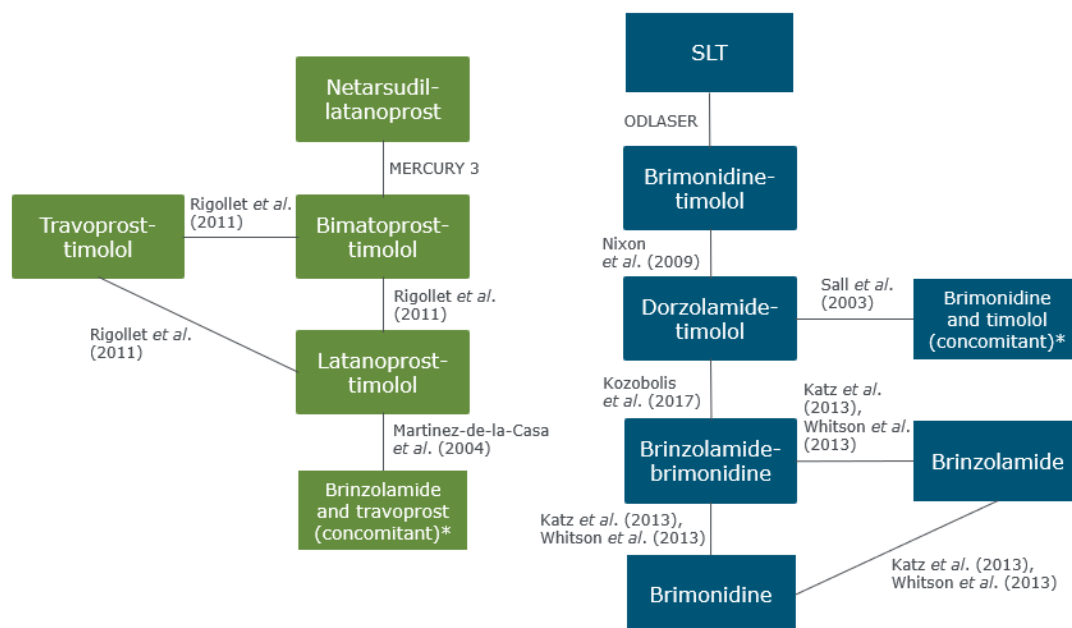 Netarsudil-
latanoprost
MERCURY 3
Travoprost-
timolol
Rigollet et al.
(2011)
Bimatoprost-
timolol
Rigollet et al.
(2011)
Rigollet et al.
(2011)
Latanoprost-
timolol
Martinez-de-la-Casa
et al. (2004)
Brinzolamide
and travoprost
(concomitant)*
SLT
ODLASER
Brimonidine-
timolol
Nixon
et al. (2009)
Dorzolamide-
timolol
Sall et al.
(2003)
Brimonidine
and timolol
(concomitant)*
Kozobolis
et al. (2017)
Katz et al.
(2013),
Whitson et al.
(2013)
Brinzolamide-
brimonidine
Brinzolamide
Katz et al. (2013),
Whitson et al. (2013)
Katz et al. (2013),
Whitson et al. (2013)
Brimonidine